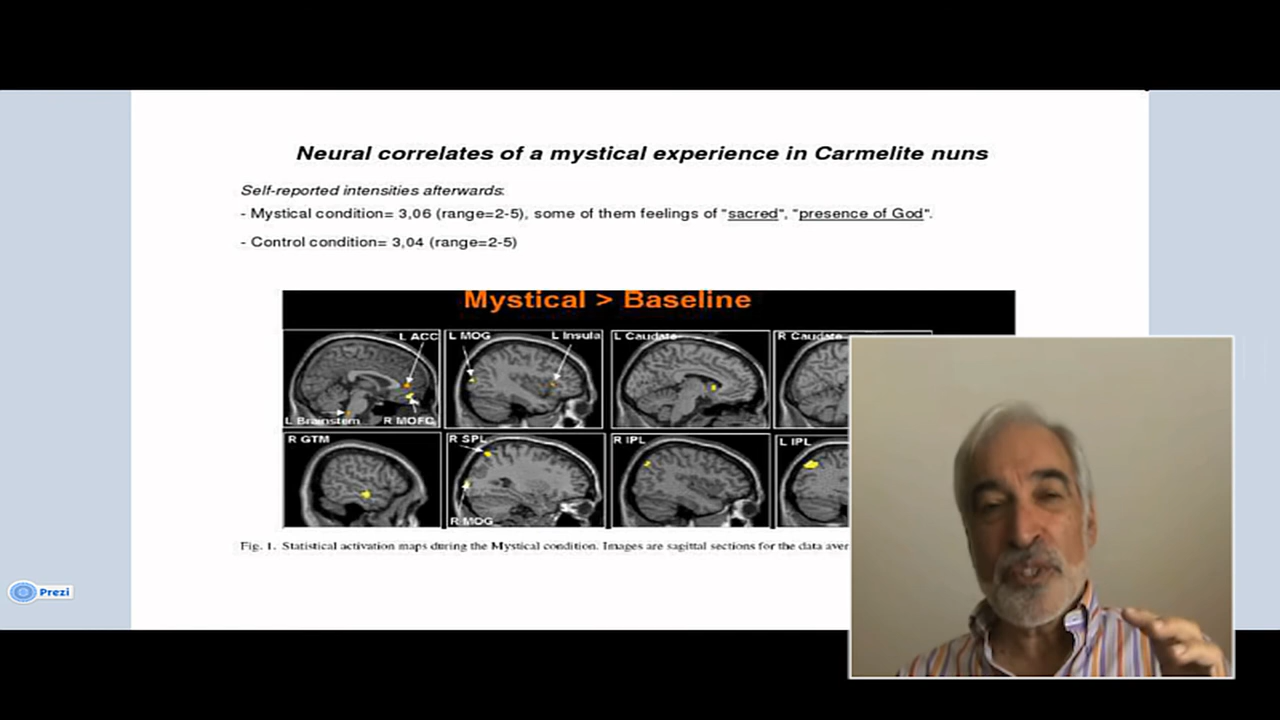 Neural correlates of a mystical experience in Carmelite nuns
Self-reported intensities afterwards:
- Mystical condition= 3,06 (range=2-5), some of them feelings of "sacred", "presence of God".
- Control condition= 3,04 (range=2-5)
Mystical > Baseline
L ACC
L MOG
L Insula
L Caudate
R Caudate
L Brainstem
R MOFC
R GTM
R SPL
R IPL
L IPL
R MOG
Fig. 1. Statistical activation maps during the Mystical condition. Images are sagittal sections for the data aver
Prezi